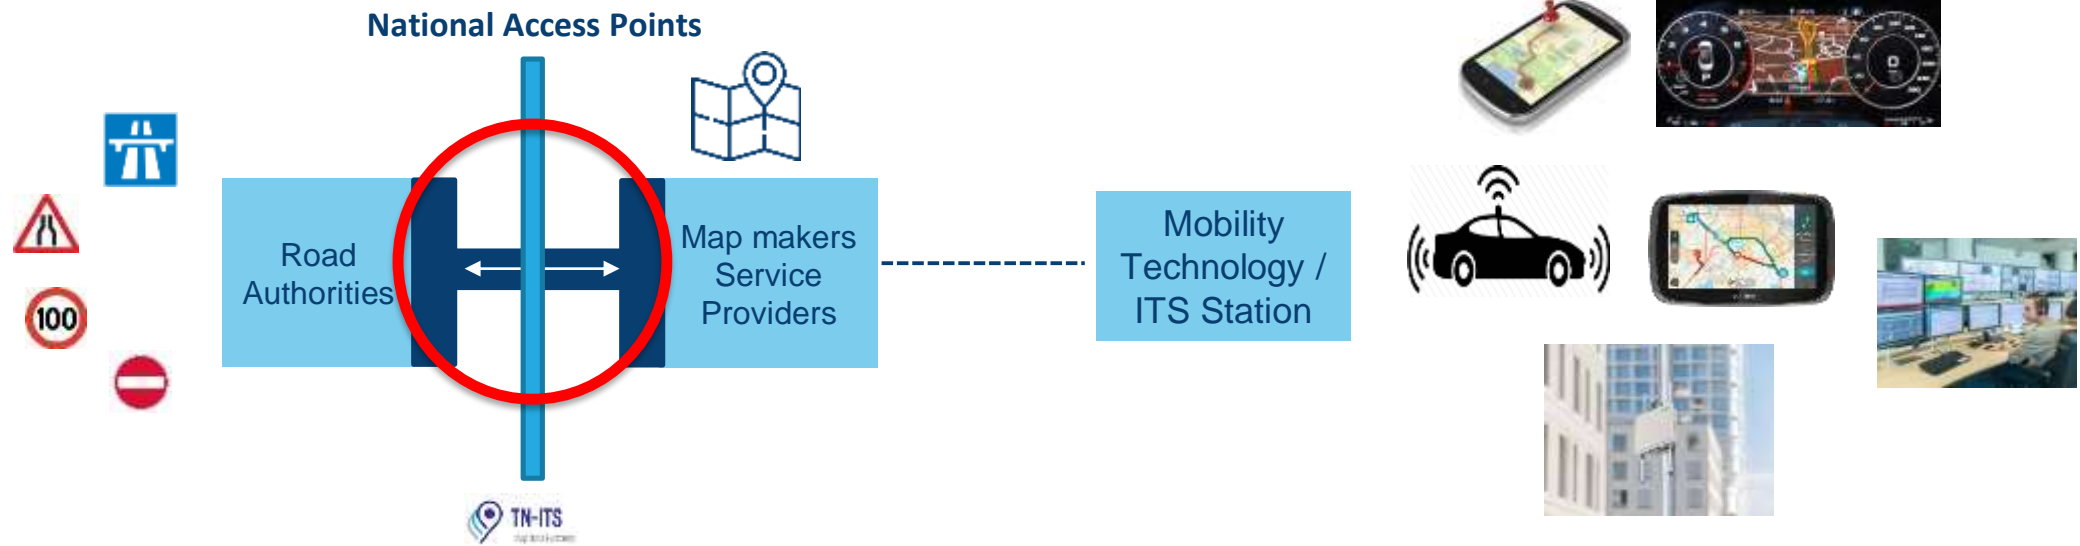 National Access Points
Road
Authorities
Map makers
Service
Providers
Mobility
Technology /
ITS Station
100
TN-ITS